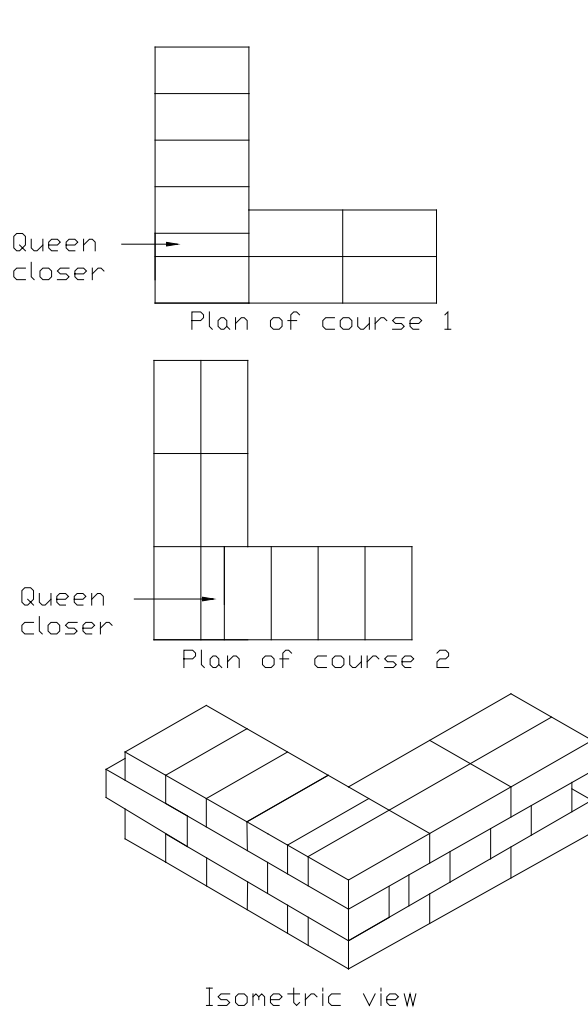 Queen
closer
Plan of course 1
Queen
closer
Plan of course 2
Isometric view